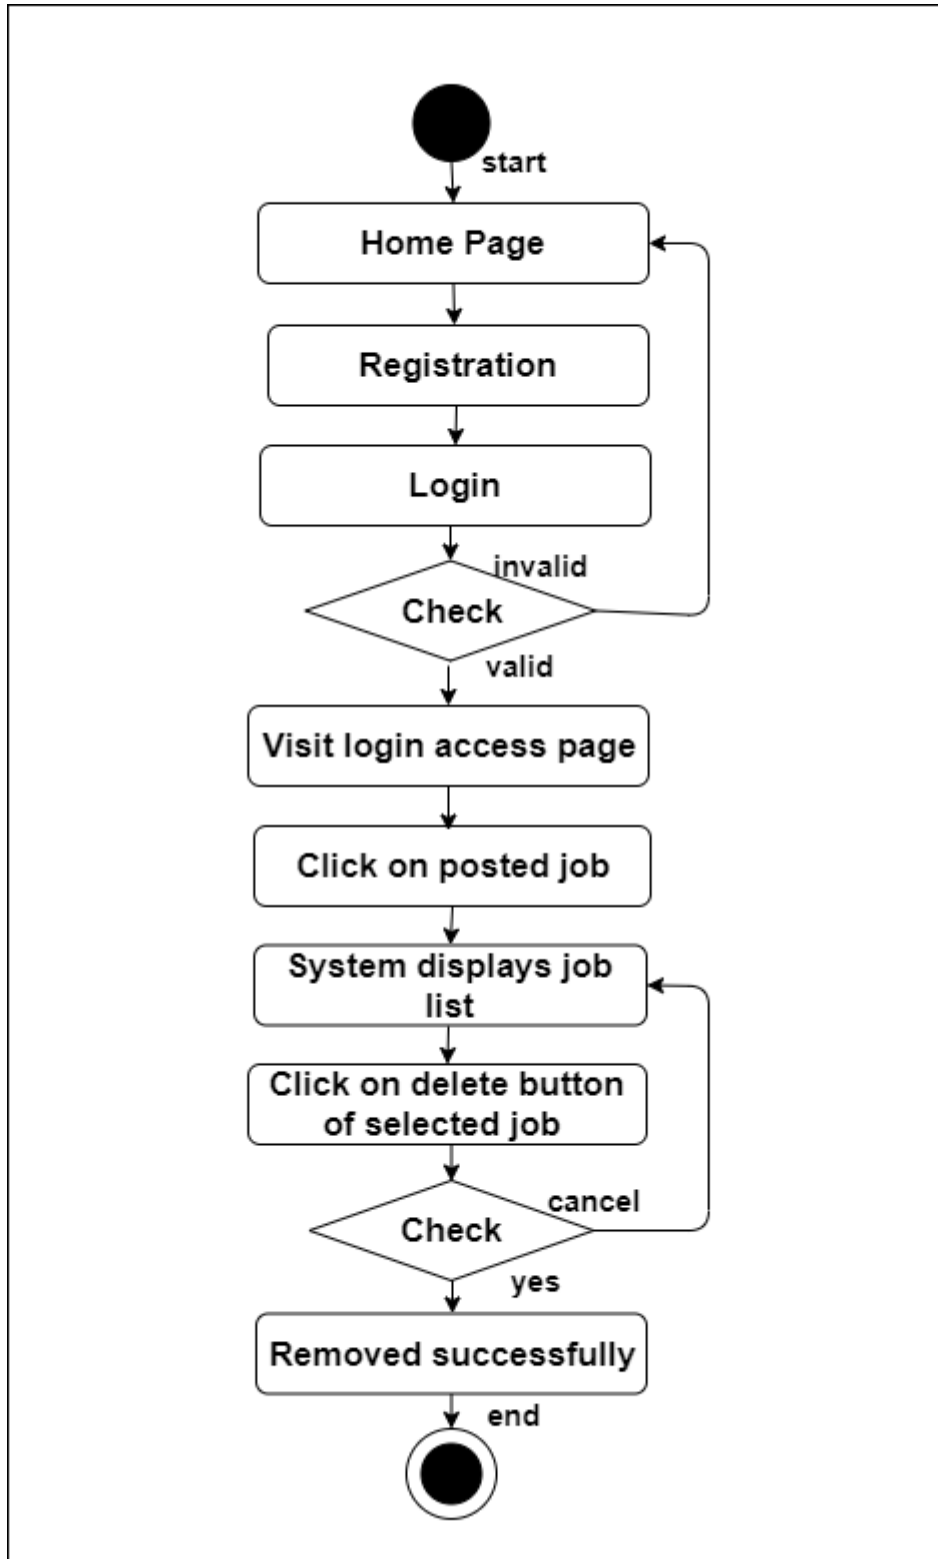 start
Home Page
Registration
Login
invalid
Check
valid
Visit login access page
Click on posted job
System displays job
list
Click on delete button
of selected job
cancel
Check
yes
Removed successfully
end